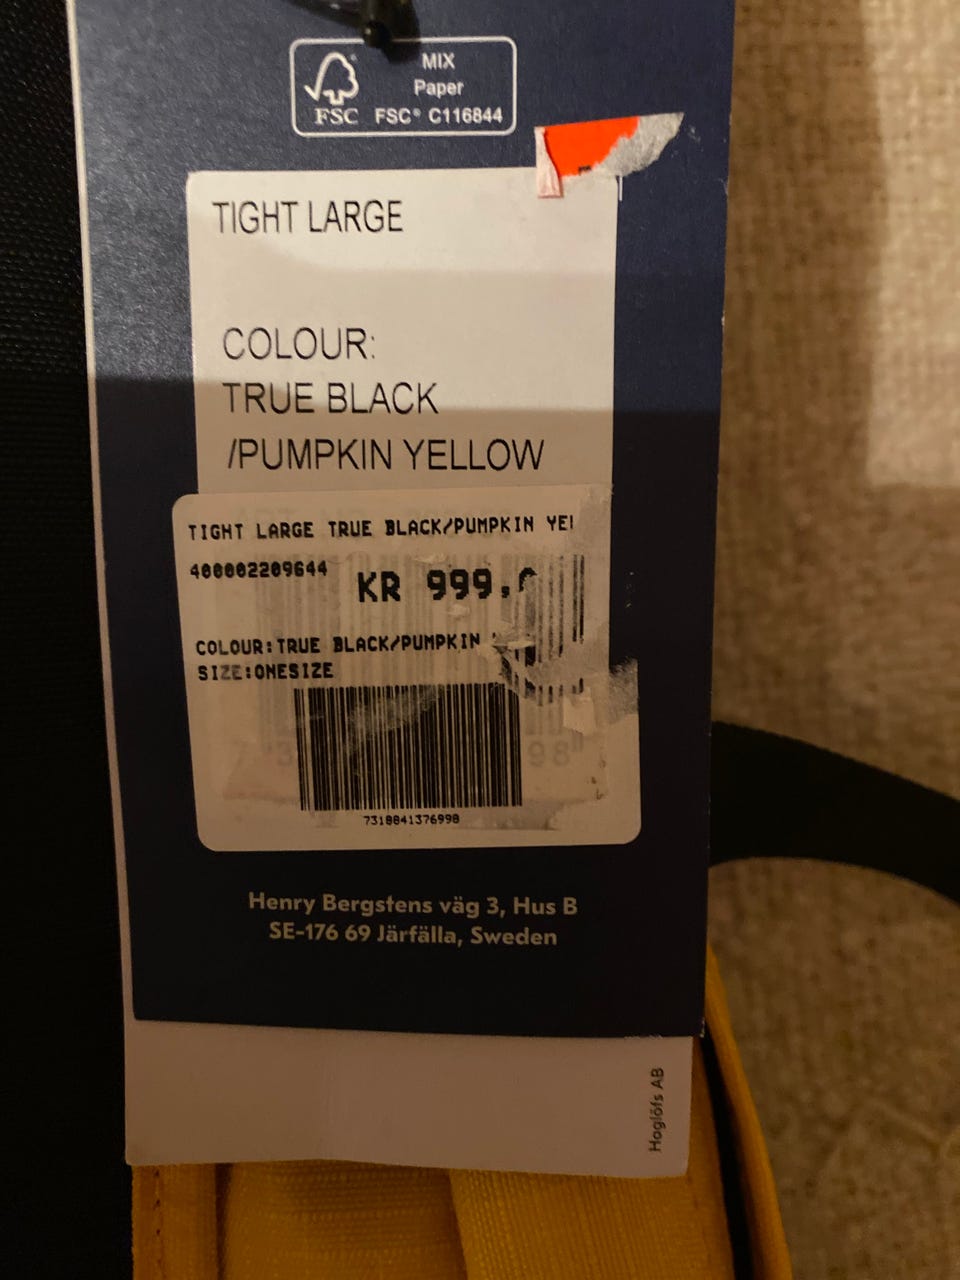 MIX
Paper
FSC FSC® C116844
TIGHT LARGE
COLOUR:
TRUE BLACK
/PUMPKIN YELLOW
TIGHT LARGE TRUE BLACK/PUMPKIN
400002209644
KR 999,
COLOUR:TRUE BLACK/PUMPKIN
SIZE:ONESIZE
7318841376998
Henry Bergstens väg 3, Hus B
SE-176 69 Järfälla, Sweden
Haglöfs AB